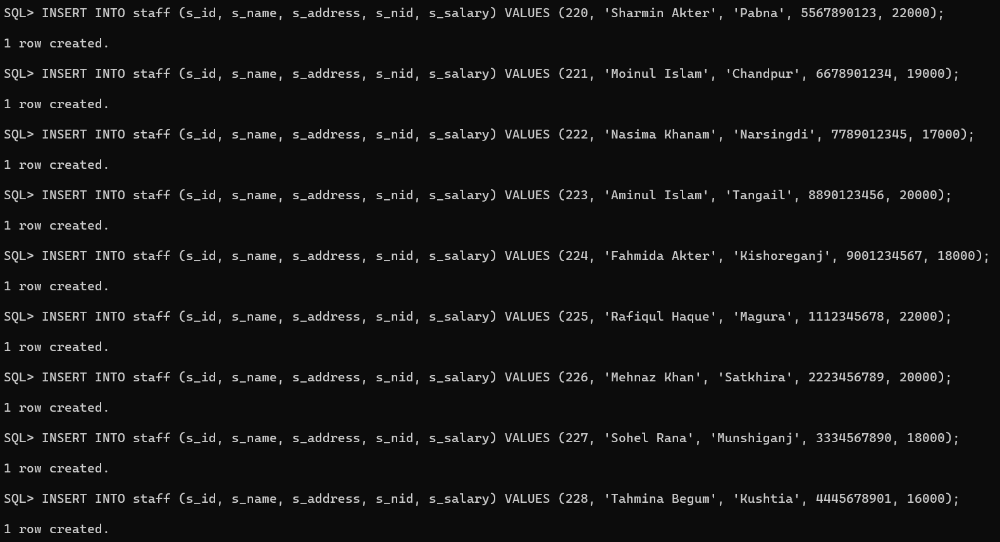 SQL> INSERT INTO staff (s_id, s_name, s_address, s_nid, s_salary) VALUES (220, 'Sharmin Akter', 'Pabna', 5567890123, 22000);
1 row created.
SQL> INSERT INTO staff (s_id, s_name, s_address, s_nid, s_salary) VALUES (221, 'Moinul Islam', 'Chandpur', 6678901234, 19000);
1 row created.
SQL> INSERT INTO staff (s_id, s_name, s_address, s_nid, s_salary) VALUES (222, 'Nasima Khanam', 'Narsingdi', 7789012345, 17000);
1 row created.
SQL> INSERT INTO staff (s_id, s_name, s_address, s_nid, s_salary) VALUES (223, 'Aminul Islam', 'Tangail', 8890123456, 20000);
1 row created.
SQL> INSERT INTO staff (s_id, s_name, s_address, s_nid, s_salary) VALUES (224, 'Fahmida Akter', 'Kishoreganj', 9001234567, 18000);
1 row created.
SQL> INSERT INTO staff (s_id, s_name, s_address, s_nid, s_salary) VALUES (225, 'Rafiqul Haque', 'Magura', 1112345678, 22000);
1 row created.
SQL> INSERT INTO staff (s_id, s_name, s_address, s_nid, s_salary) VALUES (226, 'Mehnaz Khan', 'Satkhira', 2223456789, 20000);
1 row created.
SQL> INSERT INTO staff (s_id, s_name, s_address, s_nid, s_salary) VALUES (227, 'Sohel Rana', 'Munshiganj', 3334567890, 18000);
1 row created.
SQL> INSERT INTO staff (s_id, s_name, s_address, s_nid, s_salary) VALUES (228, 'Tahmina Begum', 'Kushtia', 4445678901, 16000);
1 row created.